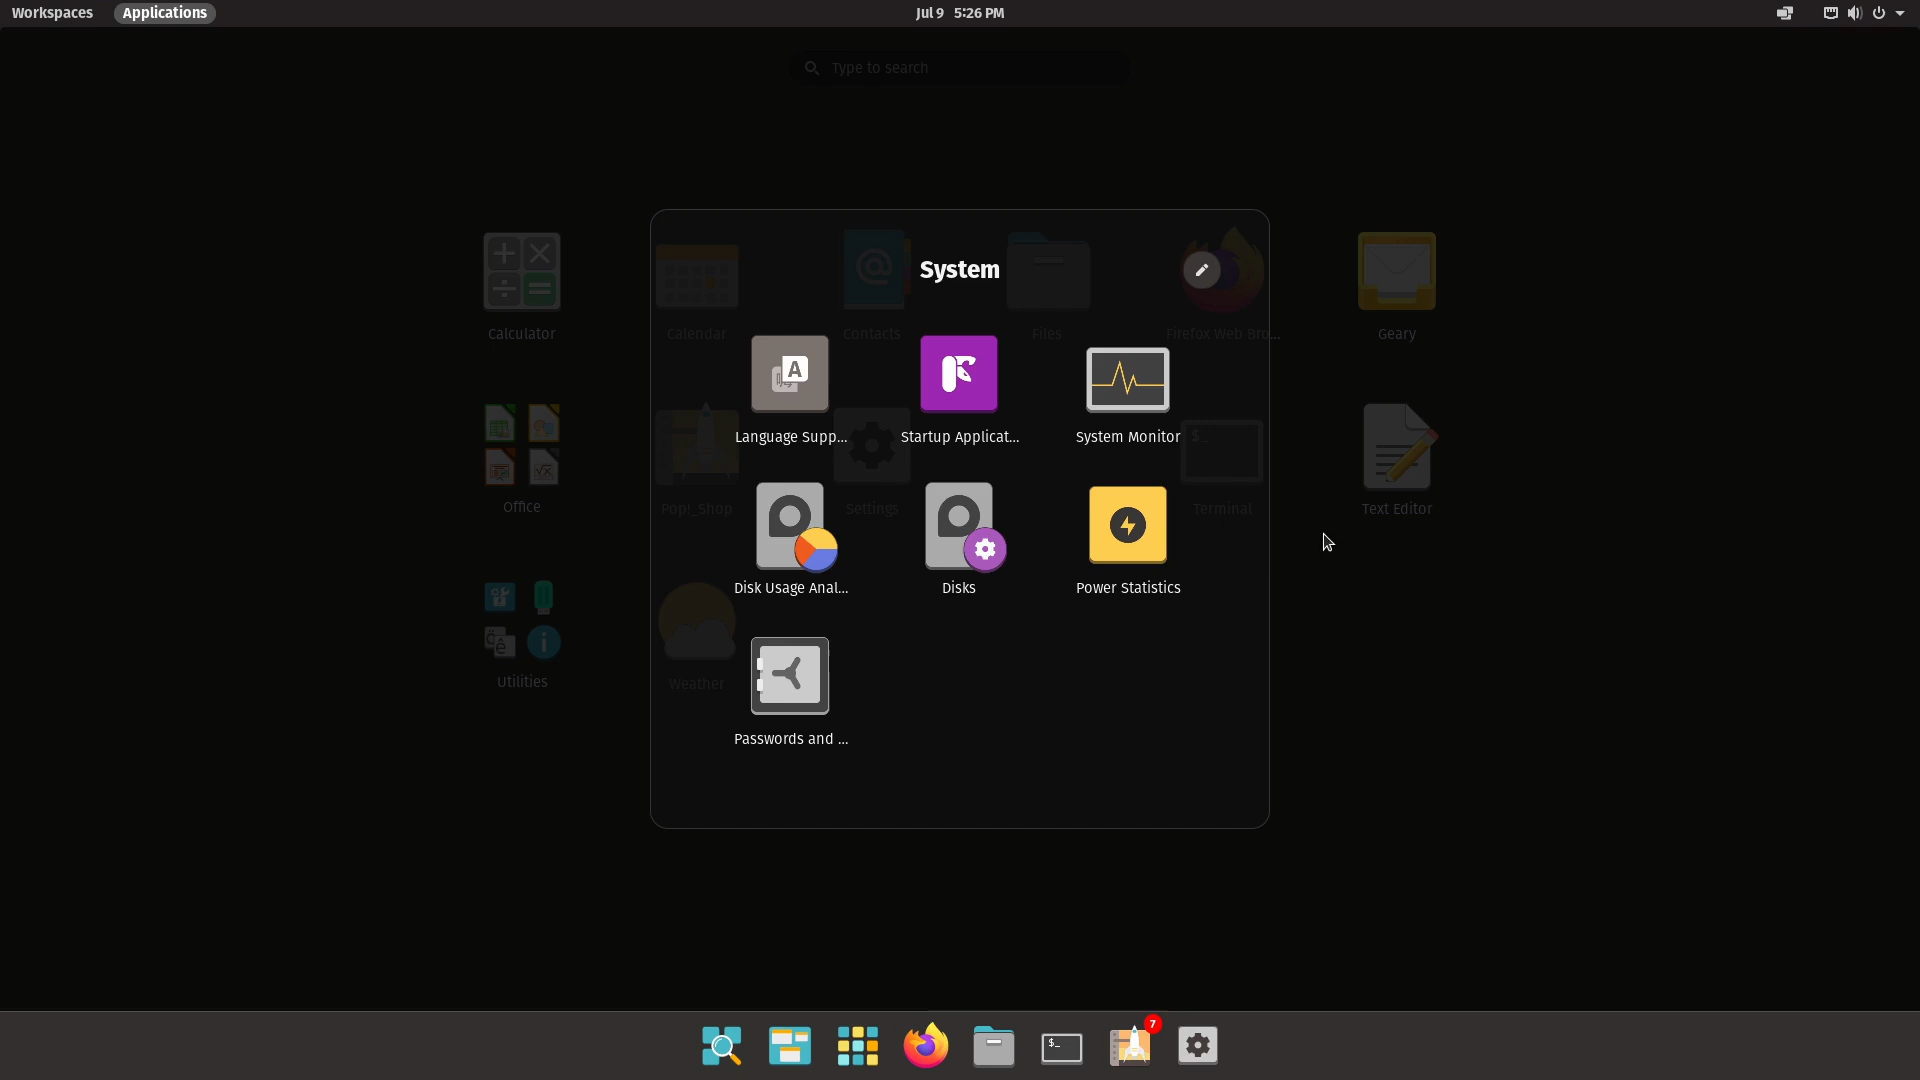 Workspaces
Applications
Jul 9 5:26 PM
Type to search
System
Calculator
Calendar
Contacts
Files
Firefox Web Bro...
Geary
Language Supp...
Startup Applicat...
System Monitor
Office
Pop!_Shop
Settings
Terminal
Text Editor
Disk Usage Anal...
Disks
Power Statistics
Utilities
Weather
Passwords and ...
7